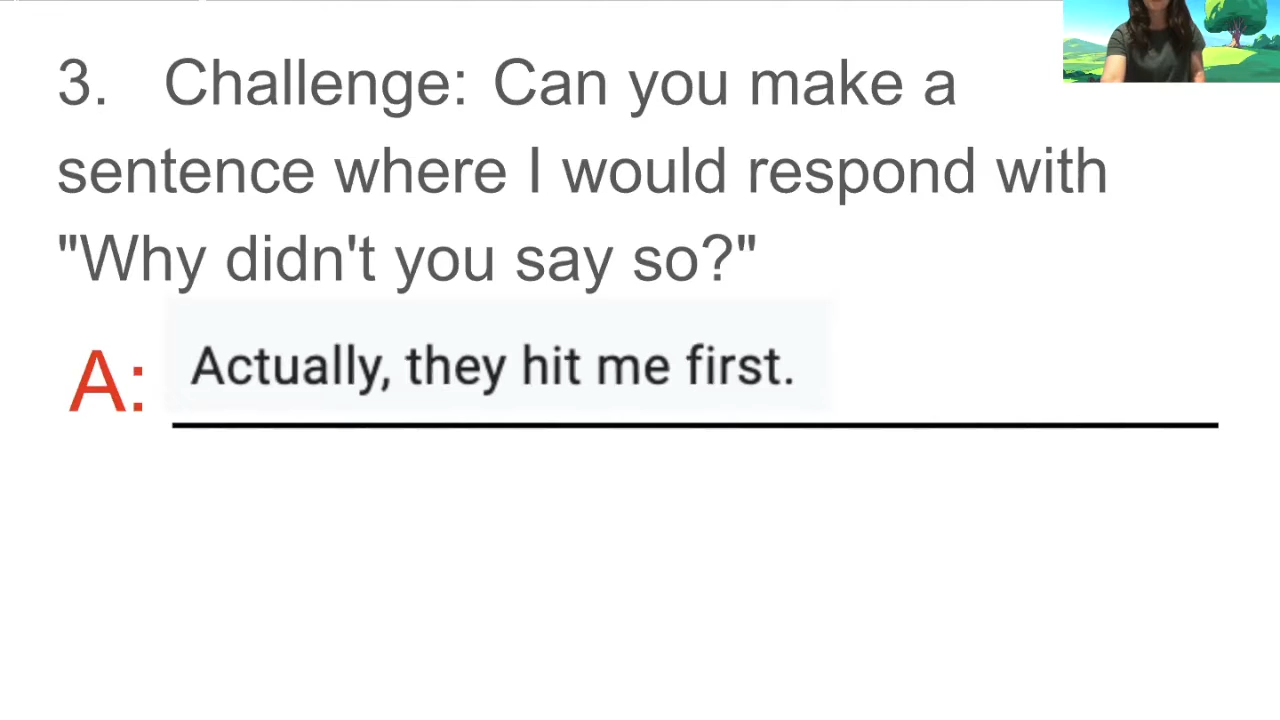 3. Challenge: Can you make a
sentence where I would respond with
"Why didn't you say so?"
A: Actually, they hit me first.